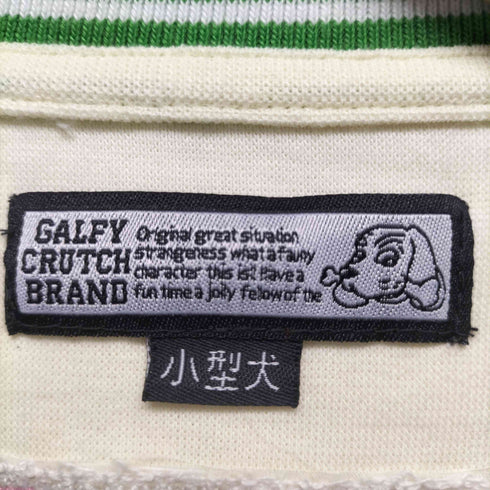 GALFY
CRUTCH
BRAND
Original great situation
strangeness what a fauny
character this is! Have a
fun time a jolly fellow of the
小型犬